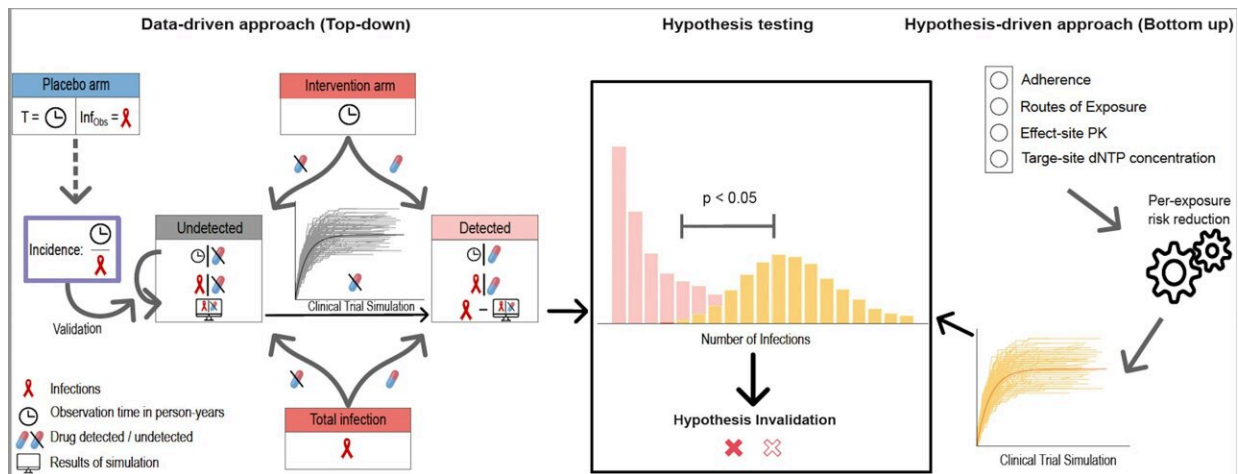 Data-driven approach (Top-down)
Hypothesis testing
Hypothesis-driven approach (Bottom up)
Placebo arm
T =
Inf_Obs =
Intervention arm
Incidence:
Validation
Undetected
Clinical Trial Simulation
Detected
Total infection
Infections
Observation time in person-years
Drug detected / undetected
Results of simulation
p < 0.05
Number of Infections
Hypothesis Invalidation
Adherence
Routes of Exposure
Effect-site PK
Targe-site dNTP concentration
Per-exposure
risk reduction
Clinical Trial Simulation